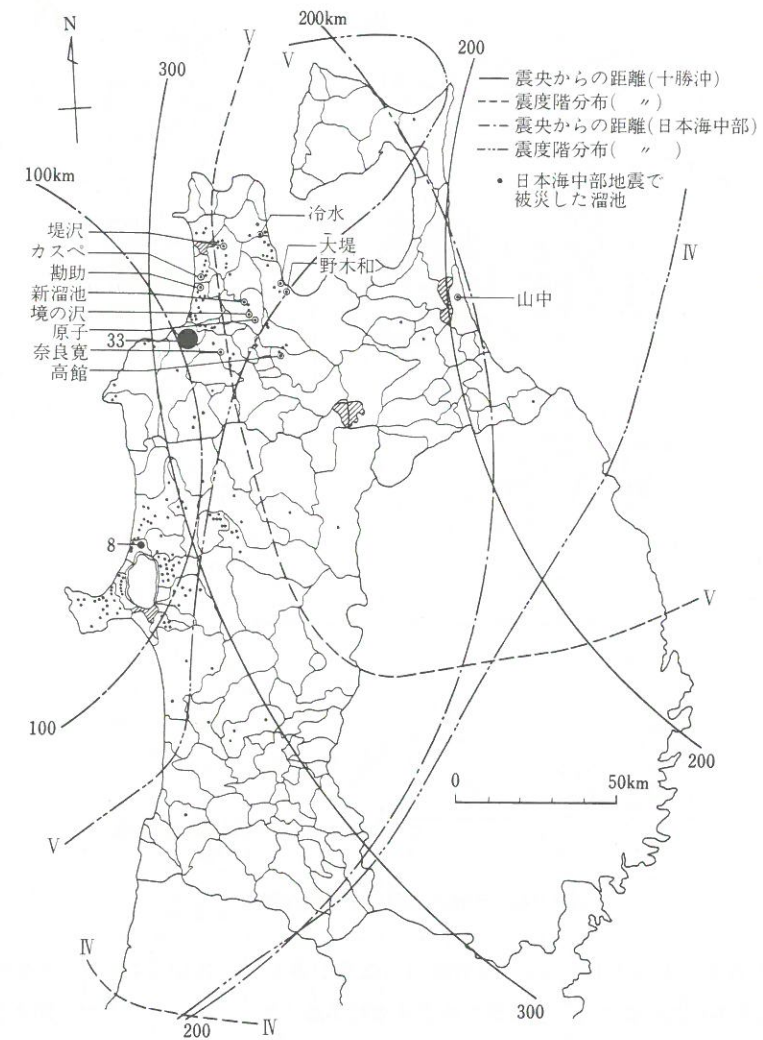 N
V
200km
V
200
300
100km
震央からの距離(十勝沖)
震度階分布( 〃 )
震央からの距離(日本海中部)
震度階分布( 〃 )
日本海中部地震で
被災した溜池
IV
冷水
大堤
野木和
山中
堤沢
カスペ
勘助
新溜池
境の沢
原子
33
奈良寛
高館
8
V
100
200
0
50km
V
IV
300
200
IV